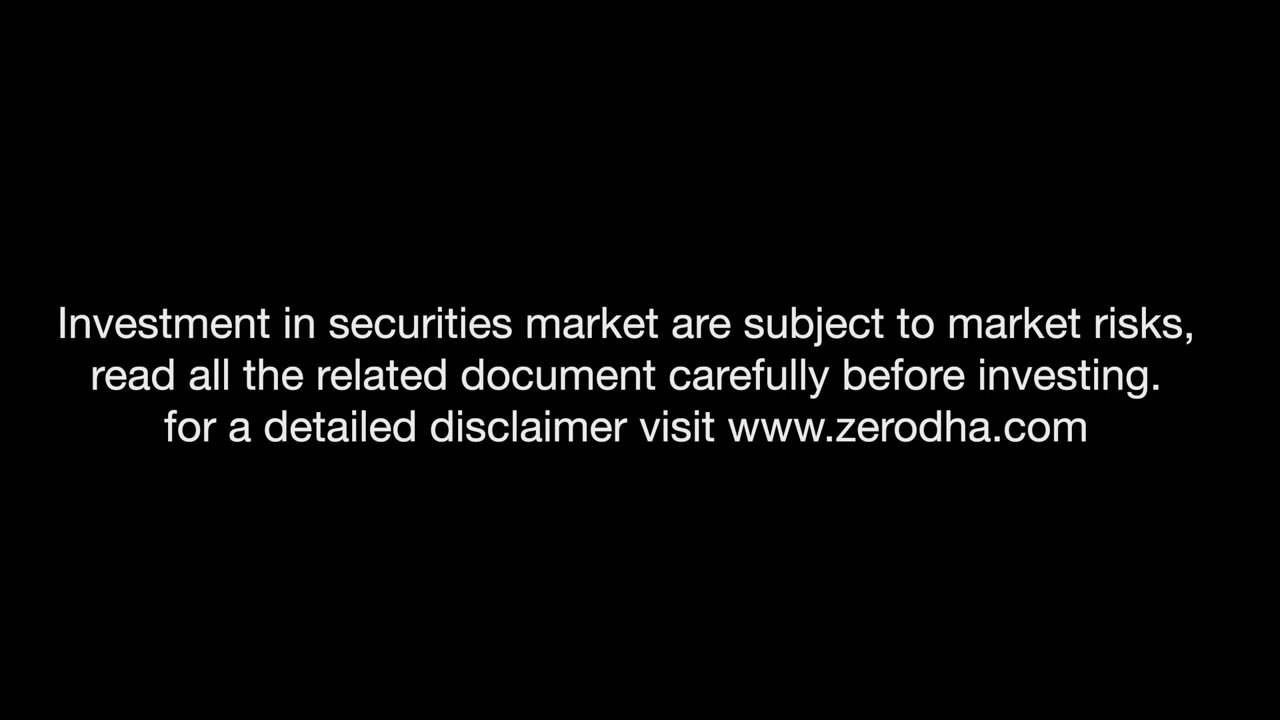 Investment in securities market are subject to market risks,
read all the related document carefully before investing.
for a detailed disclaimer visit www.zerodha.com